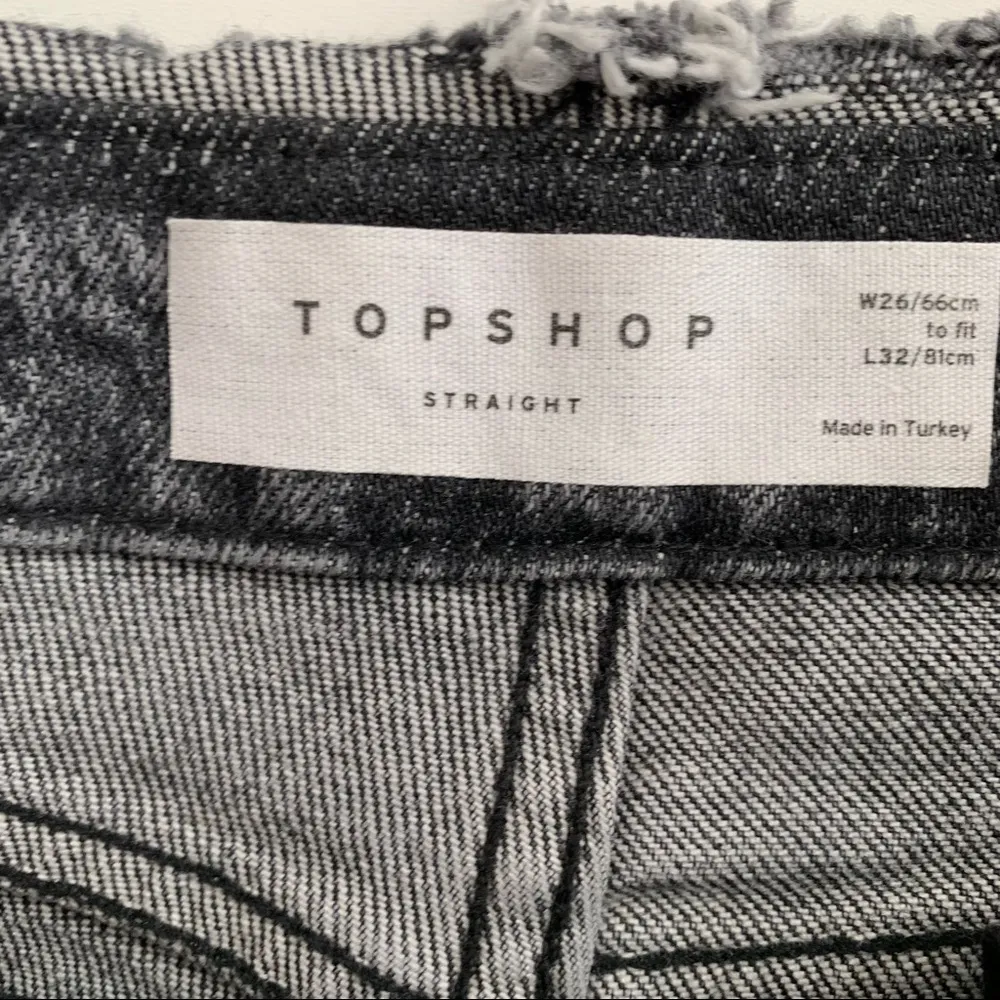 TOPSHOP
STRAIGHT
W26/66cm
to fit
L32/81cm
Made in Turkey